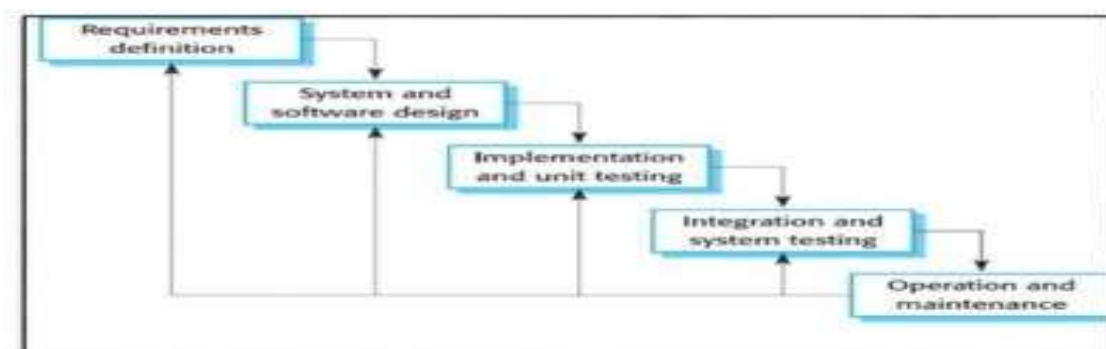 Requirements
definition
System and
software design
Implementation
and unit testing
Integration and
system testing
Operation and
maintenance